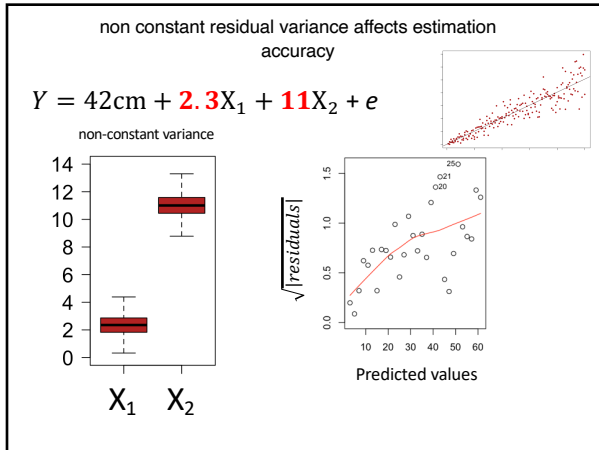 non constant residual variance affects estimation
accuracy
Y = 42cm + 2.3X₁ + 11X₂ + e
non-constant variance
14
12
10
8
6
4
2
0
X₁ X₂
√|residuals|
1.5
1.0
0.5
0.0
25
21
20
10 20 30 40 50 60
Predicted values